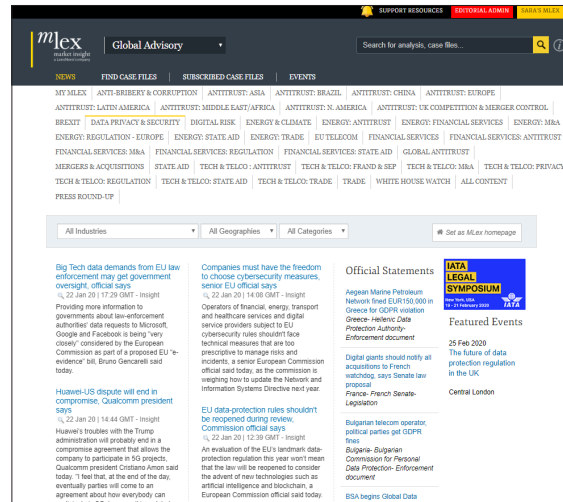 SUPPORT RESOURCES
EDITORIAL ADMIN
SABA'S MLEX
mlex
market insight
Global Advisory
Search for analysis, case files...
NEWS
FIND CASE FILES
SUBSCRIBED CASE FILES
EVENTS
MY MLEX ANTI-BRIBERY & CORRUPTION ANTITRUST: ASIA ANTITRUST: BRAZIL ANTITRUST: CHINA ANTITRUST: EUROPE
ANTITRUST: LATIN AMERICA ANTITRUST: MIDDLE EAST/AFRICA ANTITRUST: N. AMERICA ANTITRUST: UK COMPETITION & MERGER CONTROL
BREXIT DATA PRIVACY & SECURITY DIGITAL RISK ENERGY & CLIMATE ENERGY: ANTITRUST ENERGY: FINANCIAL SERVICES ENERGY: M&A
ENERGY: REGULATION - EUROPE ENERGY: STATE AID ENERGY: TRADE EU TELECOM FINANCIAL SERVICES FINANCIAL SERVICES: ANTITRUST
FINANCIAL SERVICES: M&A FINANCIAL SERVICES: REGULATION FINANCIAL SERVICES: STATE AID GLOBAL ANTITRUST
MERGERS & ACQUISITIONS STATE AID TECH & TELCO : ANTITRUST TECH & TELCO: FRAND & SEP TECH & TELCO: M&A TECH & TELCO: PRIVACY
TECH & TELCO: REGULATION TECH & TELCO: STATE AID TECH & TELCO: TRADE TRADE WHITE HOUSE WATCH ALL CONTENT
PRESS ROUND-UP
All Industries
All Geographies
All Categories
Set as MLex homepage
Big Tech data demands from EU law
enforcement may get government
oversight, official says
22 Jan 20 | 17:29 GMT - Insight
Providing more information to
governments about law-enforcement
authorities' data requests to Microsoft,
Google and Facebook is being "very
closely" considered by the European
Commission as part of a proposed EU "e-
evidence" bill, Bruno Gencarelli said
today.
Huawei-US dispute will end in
compromise, Qualcomm president
says
22 Jan 20 | 14:44 GMT - Insight
Huawei's troubles with the Trump
administration will probably end in a
compromise agreement that allows the
company to participate in 5G projects,
Qualcomm president Cristiano Amon said
today. "I feel that, at the end of the day,
eventually parties will come to an
agreement about how everybody can
Companies must have the freedom
to choose cybersecurity measures,
senior EU official says
22 Jan 20 | 14:08 GMT - Insight
Operators of financial, energy, transport
and healthcare services and digital
service providers subject to EU
cybersecurity rules shouldn't face
technical measures that are too
prescriptive to manage risks and
incidents, a senior European Commission
official said today, as the commission is
weighing how to update the Network and
Information Systems Directive next year.
EU data-protection rules shouldn't
be reopened during review,
Commission official says
22 Jan 20 | 12:39 GMT - Insight
An evaluation of the EU's landmark data-
protection regulation this year won't mean
that the law will be reopened to consider
the advent of new technologies such as
artificial intelligence and blockchain, a
European Commission official said today.
Official Statements
Aegean Marine Petroleum
Network fined EUR150,000 in
Greece for GDPR violation
Greece- Hellenic Data
Protection Authority-
Enforcement document
Digital giants should notify all
acquisitions to French
watchdog, says Senate law
proposal
France- French Senate-
Legislation
Bulgarian telecom operator,
political parties get GDPR
fines
Bulgaria- Bulgarian
Commission for Personal
Data Protection- Enforcement
document
BSA begins Global Data
IATA
LEGAL
SYMPOSIUM
New York, USA
IATA
Featured Events
25 Feb 2020
The future of data
protection regulation
in the UK
Central London